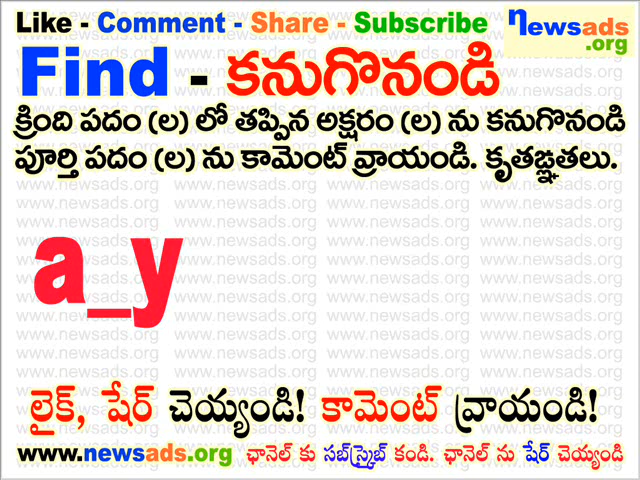 Like - Comment - Share - Subscribe
newsads
.org
Find - కనుగొనండి
క్రింది పదం (ల) లో తప్పిన అక్షరం (ల) ను కనుగొనండి
పూర్తి పదం (ల) ను కామెంట్ వ్రాయండి. కృతఙ్ఞతలు.
a_y
లైక్, షేర్ చెయ్యండి! కామెంట్ వ్రాయండి!
www.newsads.org ఛానెల్ కు సబ్‌స్క్రైబ్ కండి. ఛానెల్ ను షేర్ చెయ్యండి